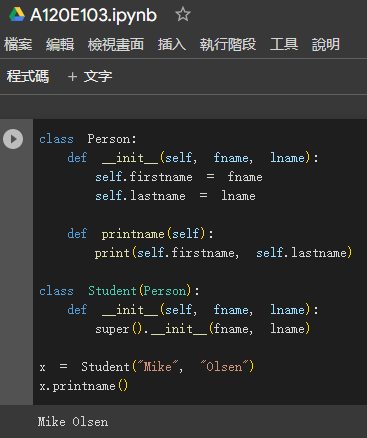 A120E103.ipynb
檔案 編輯 檢視畫面 插入 執行階段 工具 說明
程式碼 + 文字
class Person:
    def __init__(self, fname, lname):
        self.firstname = fname
        self.lastname = lname

    def printname(self):
        print(self.firstname, self.lastname)

class Student(Person):
    def __init__(self, fname, lname):
        super().__init__(fname, lname)

x = Student("Mike", "Olsen")
x.printname()
Mike Olsen